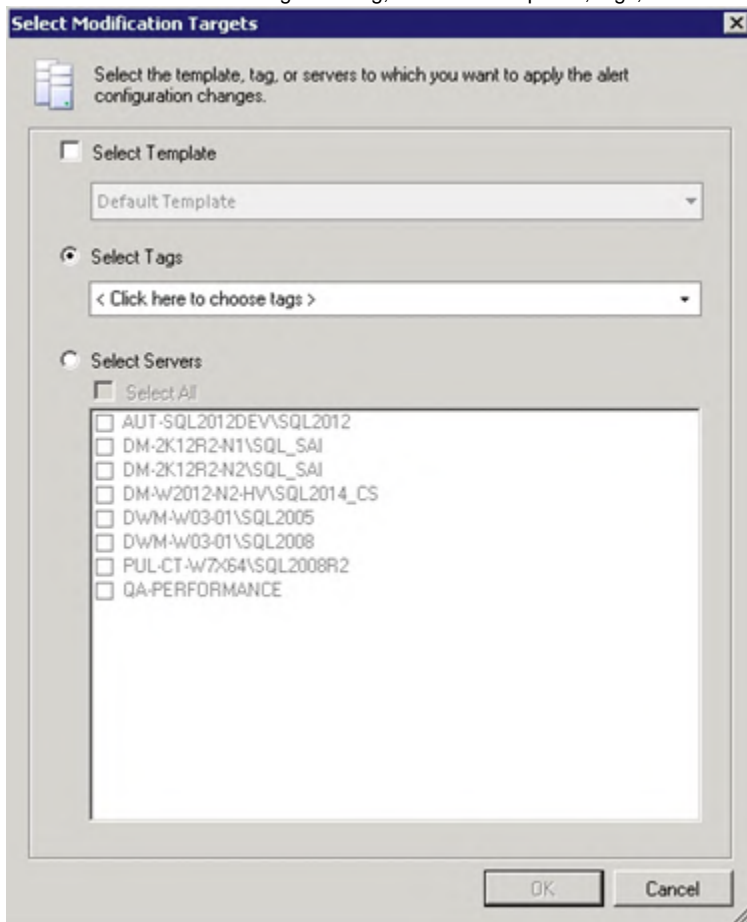 Select Modification Targets
Select the template, tag, or servers to which you want to apply the alert
configuration changes.
Select Template
Default Template
Select Tags
< Click here to choose tags >
Select Servers
Select All
AUT-SQL2012DEV\SQL2012
DM-2K12R2-N1\SQL_SAI
DM-2K12R2-N2\SQL_SAI
DM-W2012-N2-HV\SQL2014_CS
DWM-W03-01\SQL2005
DWM-W03-01\SQL2008
PUL-CT-W7X64\SQL2008R2
QA-PERFORMANCE
OK
Cancel